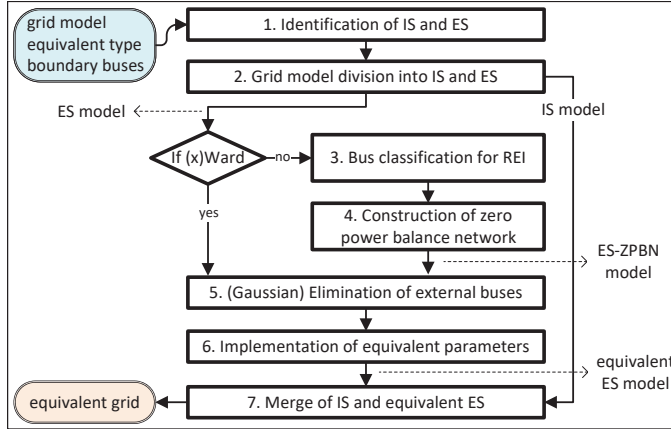 grid model
equivalent type
boundary buses
1. Identification of IS and ES
2. Grid model division into IS and ES
ES model
IS model
If (x)Ward
no
3. Bus classification for REI
yes
4. Construction of zero
power balance network
ES-ZPBN
model
5. (Gaussian) Elimination of external buses
6. Implementation of equivalent parameters
equivalent
ES model
equivalent grid
7. Merge of IS and equivalent ES